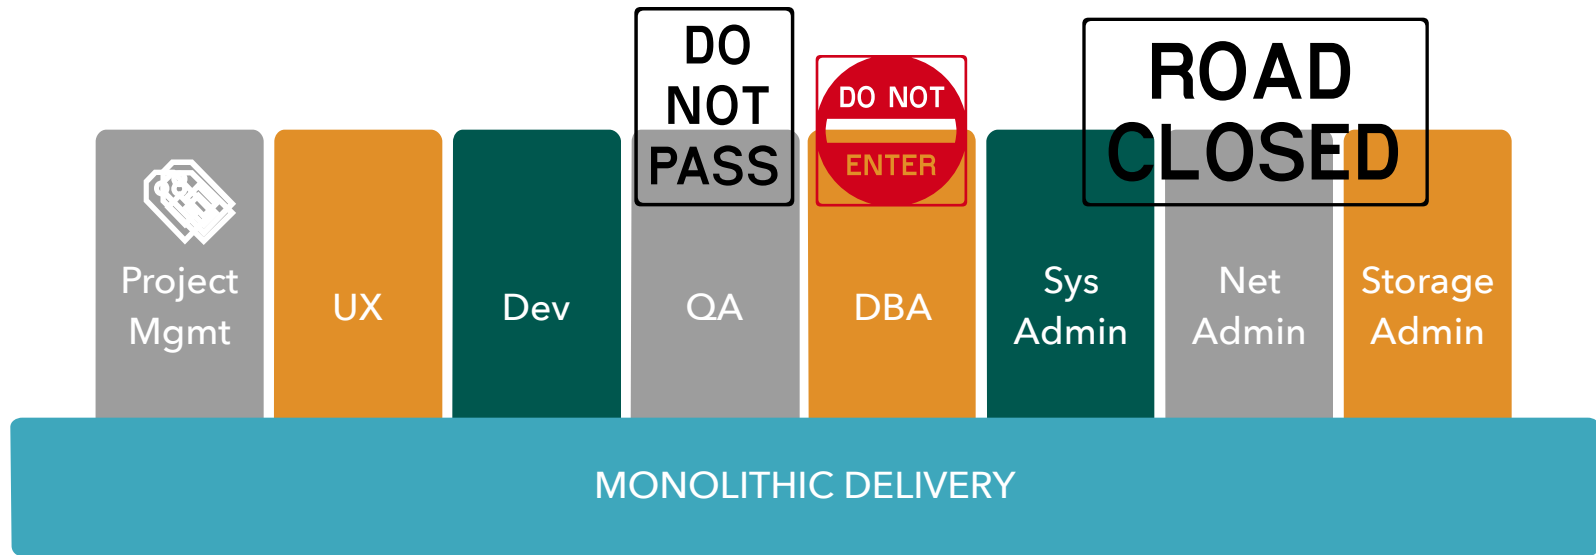 DO
NOT
PASS
DO NOT
ENTER
ROAD
CLOSED
Project
Mgmt
UX
Dev
QA
DBA
Sys
Admin
Net
Admin
Storage
Admin
MONOLITHIC DELIVERY